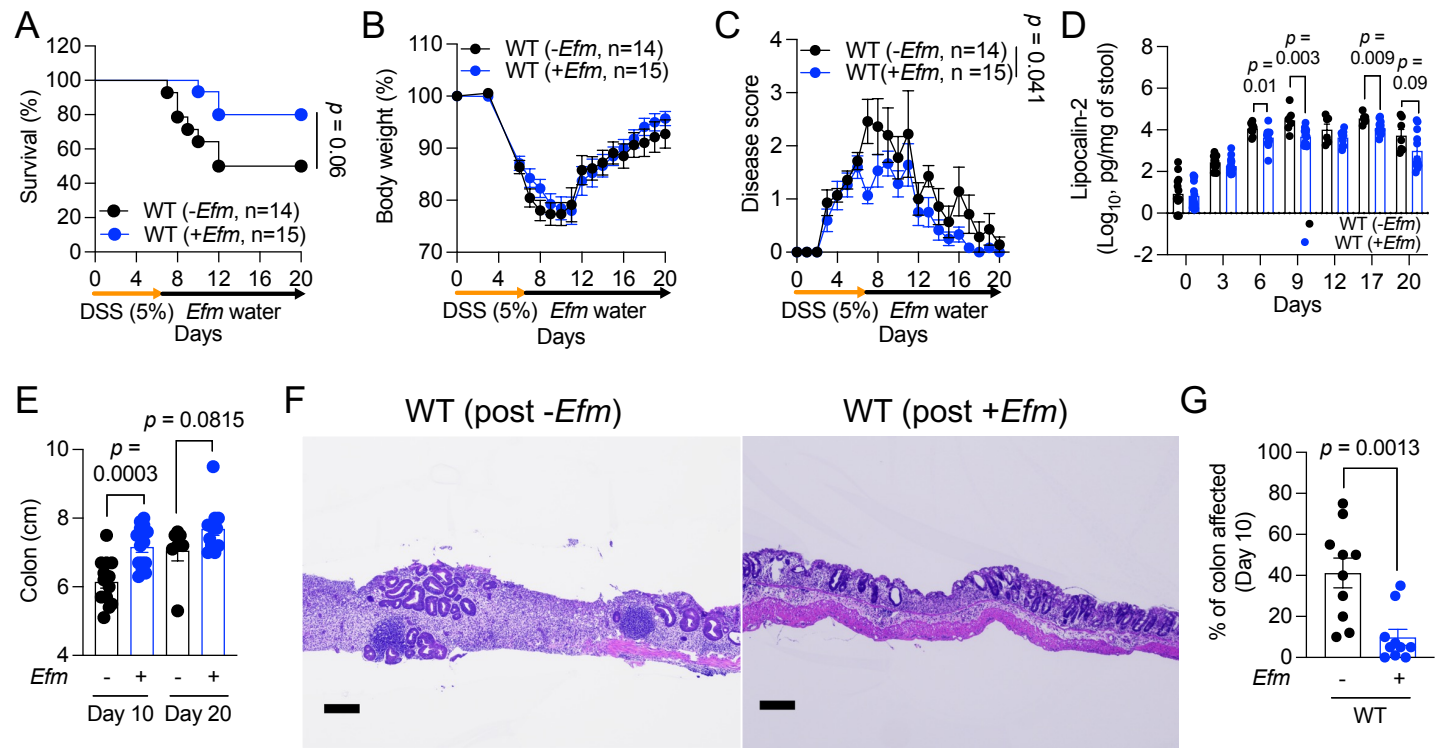 A
Survival (%)
120
100
80
60
40
20
0
WT (-Efm, n=14)
WT (+Efm, n=15)
p = 0.06
0 4 8 12 16 20
DSS (5%) Efm water
Days
B
Body weight (%)
110
100
90
80
70
WT (-Efm, n=14)
WT (+Efm, n=15)
0 4 8 12 16 20
DSS (5%) Efm water
Days
C
Disease score
4
3
2
1
0
WT (-Efm, n=14)
WT(+Efm, n =15)
p = 0.041
0 4 8 12 16 20
DSS (5%) Efm water
Days
D
Lipocalin-2
(Log10, pg/mg of stool)
8
6
4
2
0
-2
p =
0.01
p =
0.003
p =
0.009
p =
0.09
WT (-Efm)
WT (+Efm)
0 3 6 9 12 17 20
Days
E
Colon (cm)
10
8
6
4
p =
0.0003
p = 0.0815
Efm - + - +
Day 10 Day 20
F
WT (post -Efm)
WT (post +Efm)
G
% of colon affected
(Day 10)
100
80
60
40
20
0
p = 0.0013
Efm - +
WT